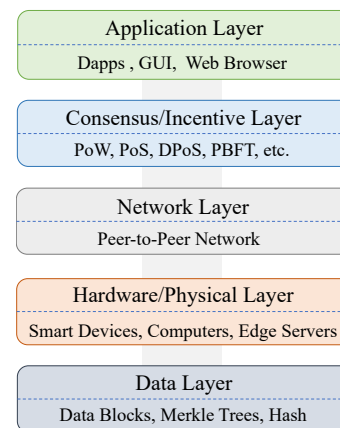 Application Layer
Dapps , GUI, Web Browser
Consensus/Incentive Layer
PoW, PoS, DPoS, PBFT, etc.
Network Layer
Peer-to-Peer Network
Hardware/Physical Layer
Smart Devices, Computers, Edge Servers
Data Layer
Data Blocks, Merkle Trees, Hash